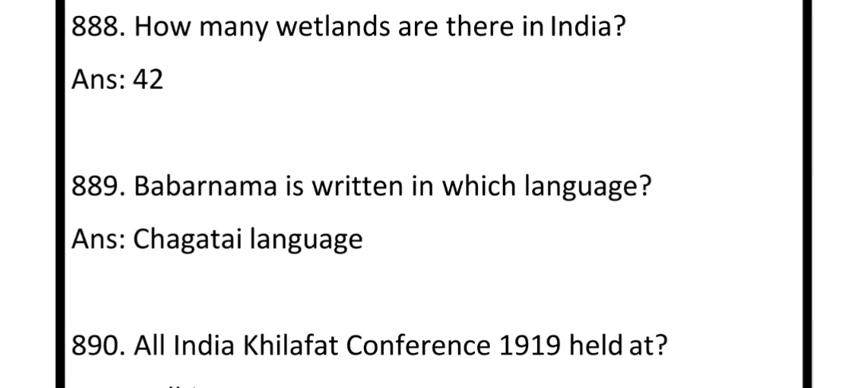 888. How many wetlands are there in India?
Ans: 42
889. Babarnama is written in which language?
Ans: Chagatai language
890. All India Khilafat Conference 1919 held at?